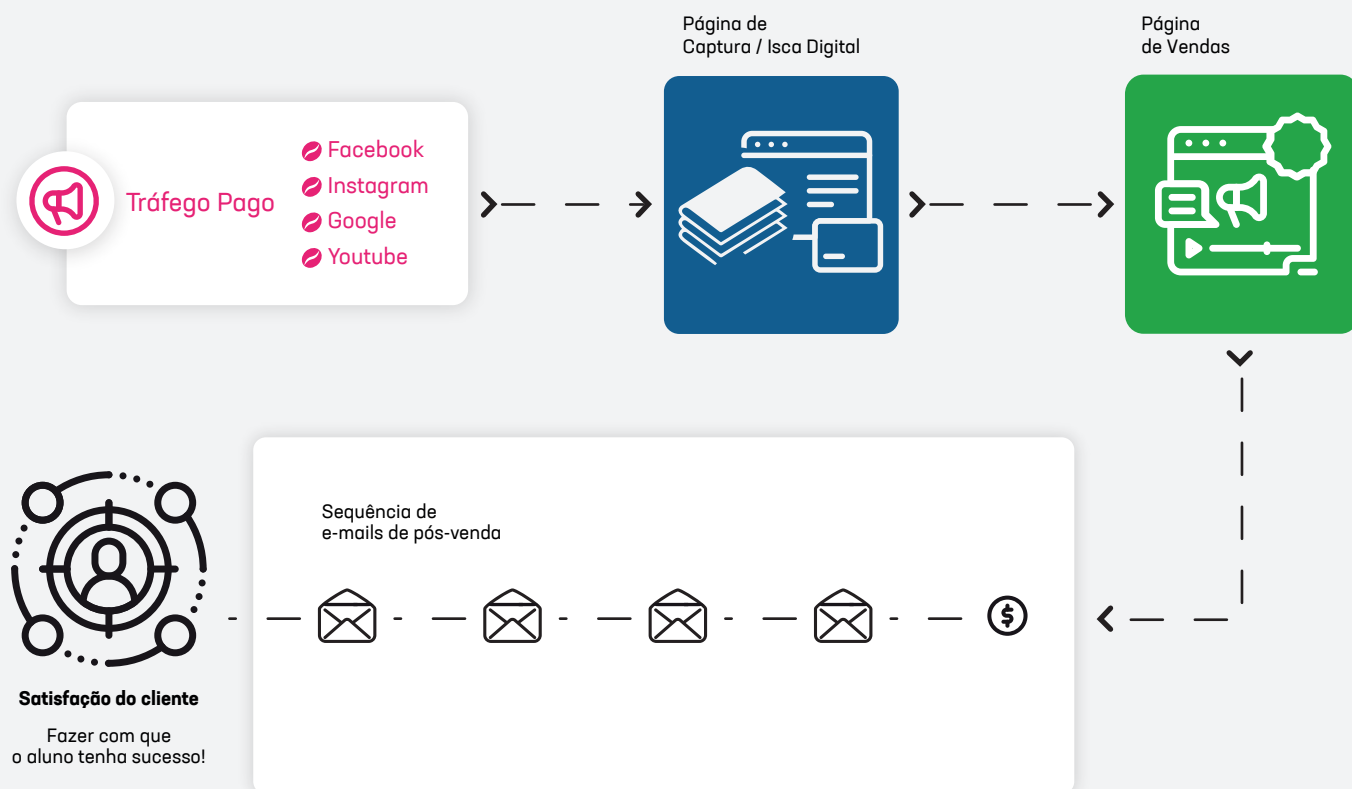 Página de
Captura / Isca Digital
Página
de Vendas
Tráfego Pago
Facebook
Instagram
Google
Youtube
Sequência de
e-mails de pós-venda
$
Satisfação do cliente
Fazer com que
o aluno tenha sucesso!